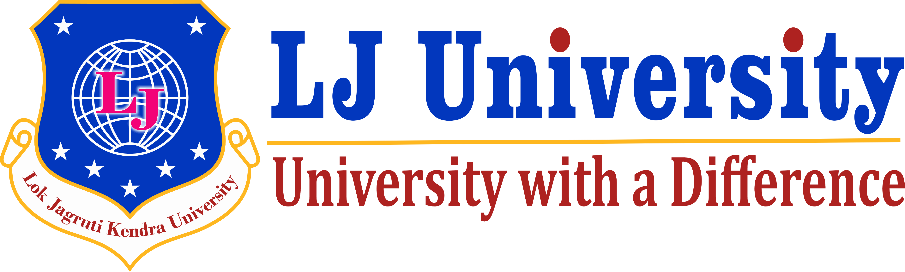 LJ
Lok Jagruti Kendra University
LJ University
University with a Difference